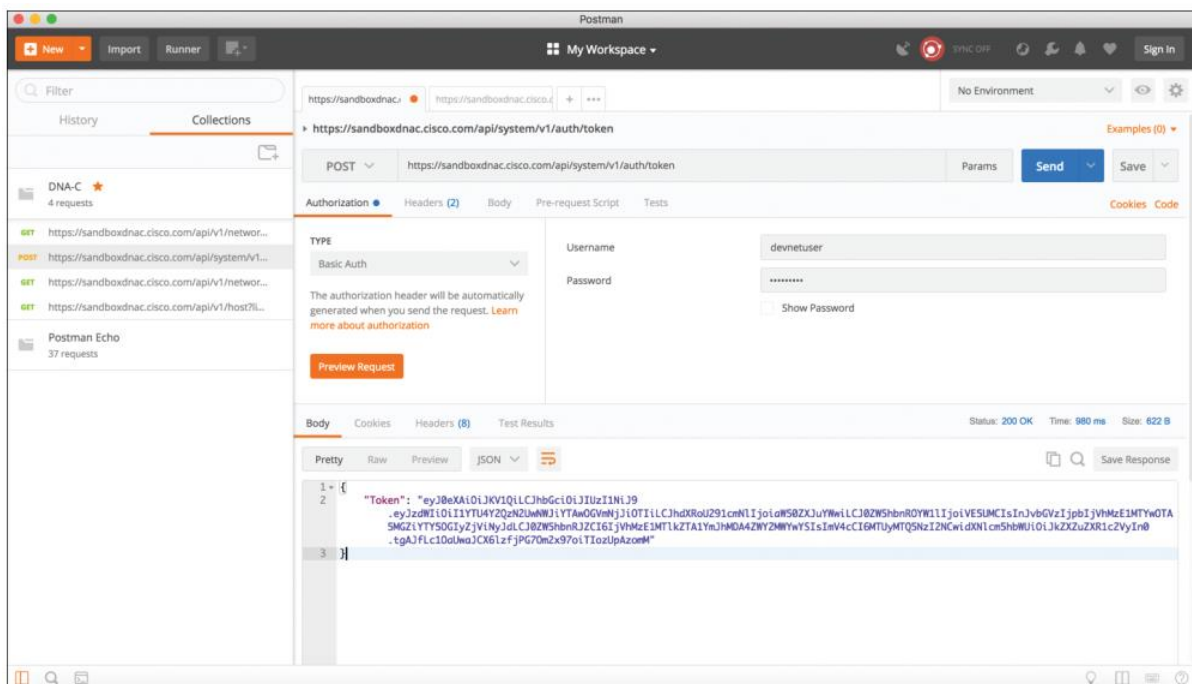 Postman
New
Import
Runner
My Workspace
SYNC OFF
Sign In
Filter
History
Collections
DNA-C
4 requests
GET https://sandboxdnac.cisco.com/api/v1/networ...
POST https://sandboxdnac.cisco.com/api/system/v1...
GET https://sandboxdnac.cisco.com/api/v1/networ...
GET https://sandboxdnac.cisco.com/api/v1/host?li...
Postman Echo
37 requests
https://sandboxdnac.
https://sandboxdnac.cisco.
No Environment
https://sandboxdnac.cisco.com/api/system/v1/auth/token
Examples (0)
POST
https://sandboxdnac.cisco.com/api/system/v1/auth/token
Params
Send
Save
Authorization
Headers (2)
Body
Pre-request Script
Tests
Cookies
Code
TYPE
Basic Auth
The authorization header will be automatically
generated when you send the request. Learn
more about authorization
Preview Request
Username
devnetuser
Password
•••••••••
Show Password
Body
Cookies
Headers (8)
Test Results
Status: 200 OK
Time: 980 ms
Size: 622 B
Pretty
Raw
Preview
JSON
Save Response
1 {
2 "Token":
3 }